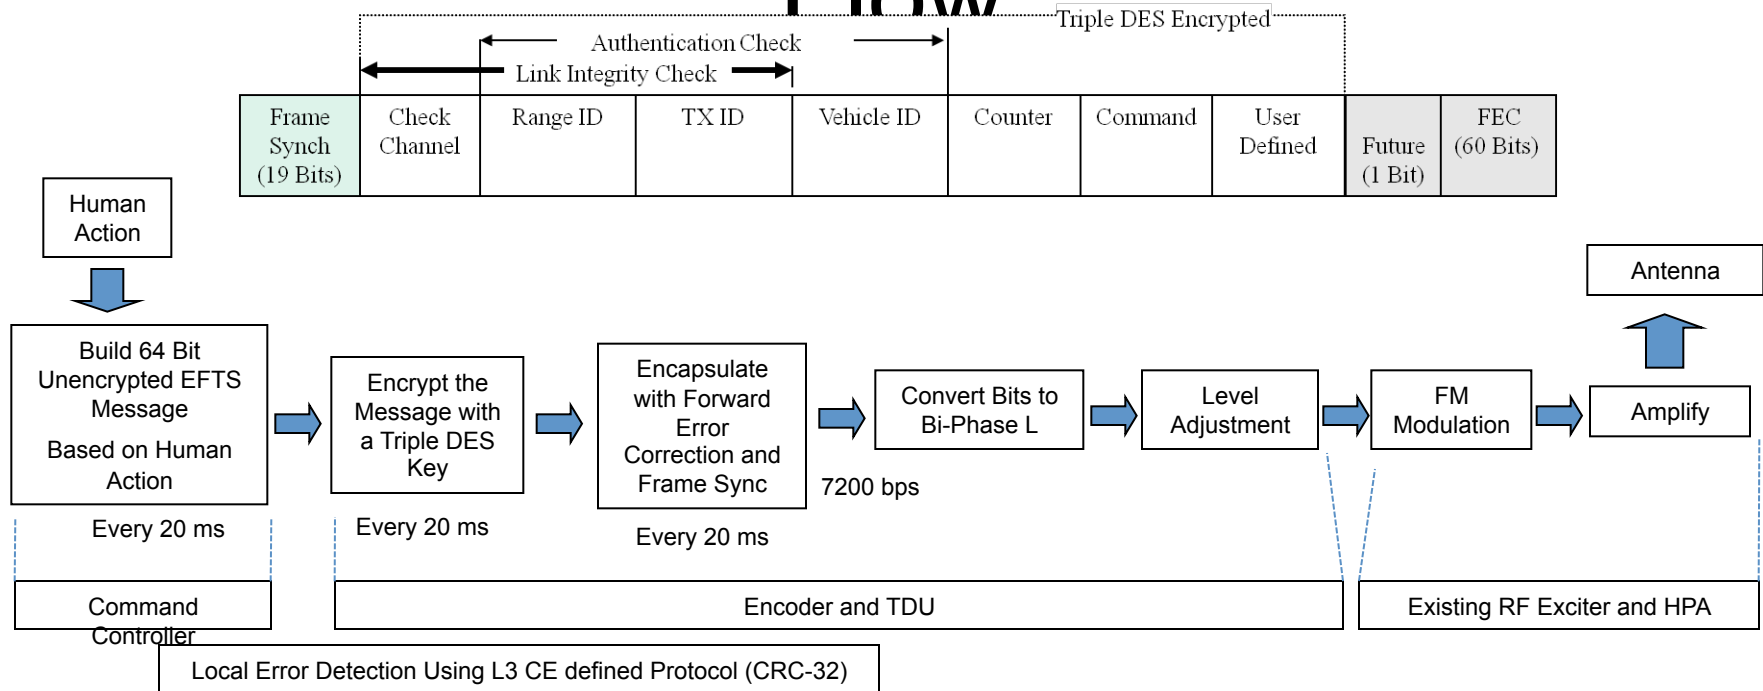 Flow
Triple DES Encrypted
Authentication Check
Link Integrity Check
Frame
Synch
(19 Bits)
Check
Channel
Range ID
TX ID
Vehicle ID
Counter
Command
User
Defined
Future
(1 Bit)
FEC
(60 Bits)
Human
Action
Antenna
Build 64 Bit
Unencrypted EFTS
Message
Based on Human
Action
Encrypt the
Message with
a Triple DES
Key
Encapsulate
with Forward
Error
Correction and
Frame Sync
7200 bps
Convert Bits to
Bi-Phase L
Level
Adjustment
FM
Modulation
Amplify
Every 20 ms
Every 20 ms
Every 20 ms
Command
Controller
Encoder and TDU
Existing RF Exciter and HPA
Local Error Detection Using L3 CE defined Protocol (CRC-32)